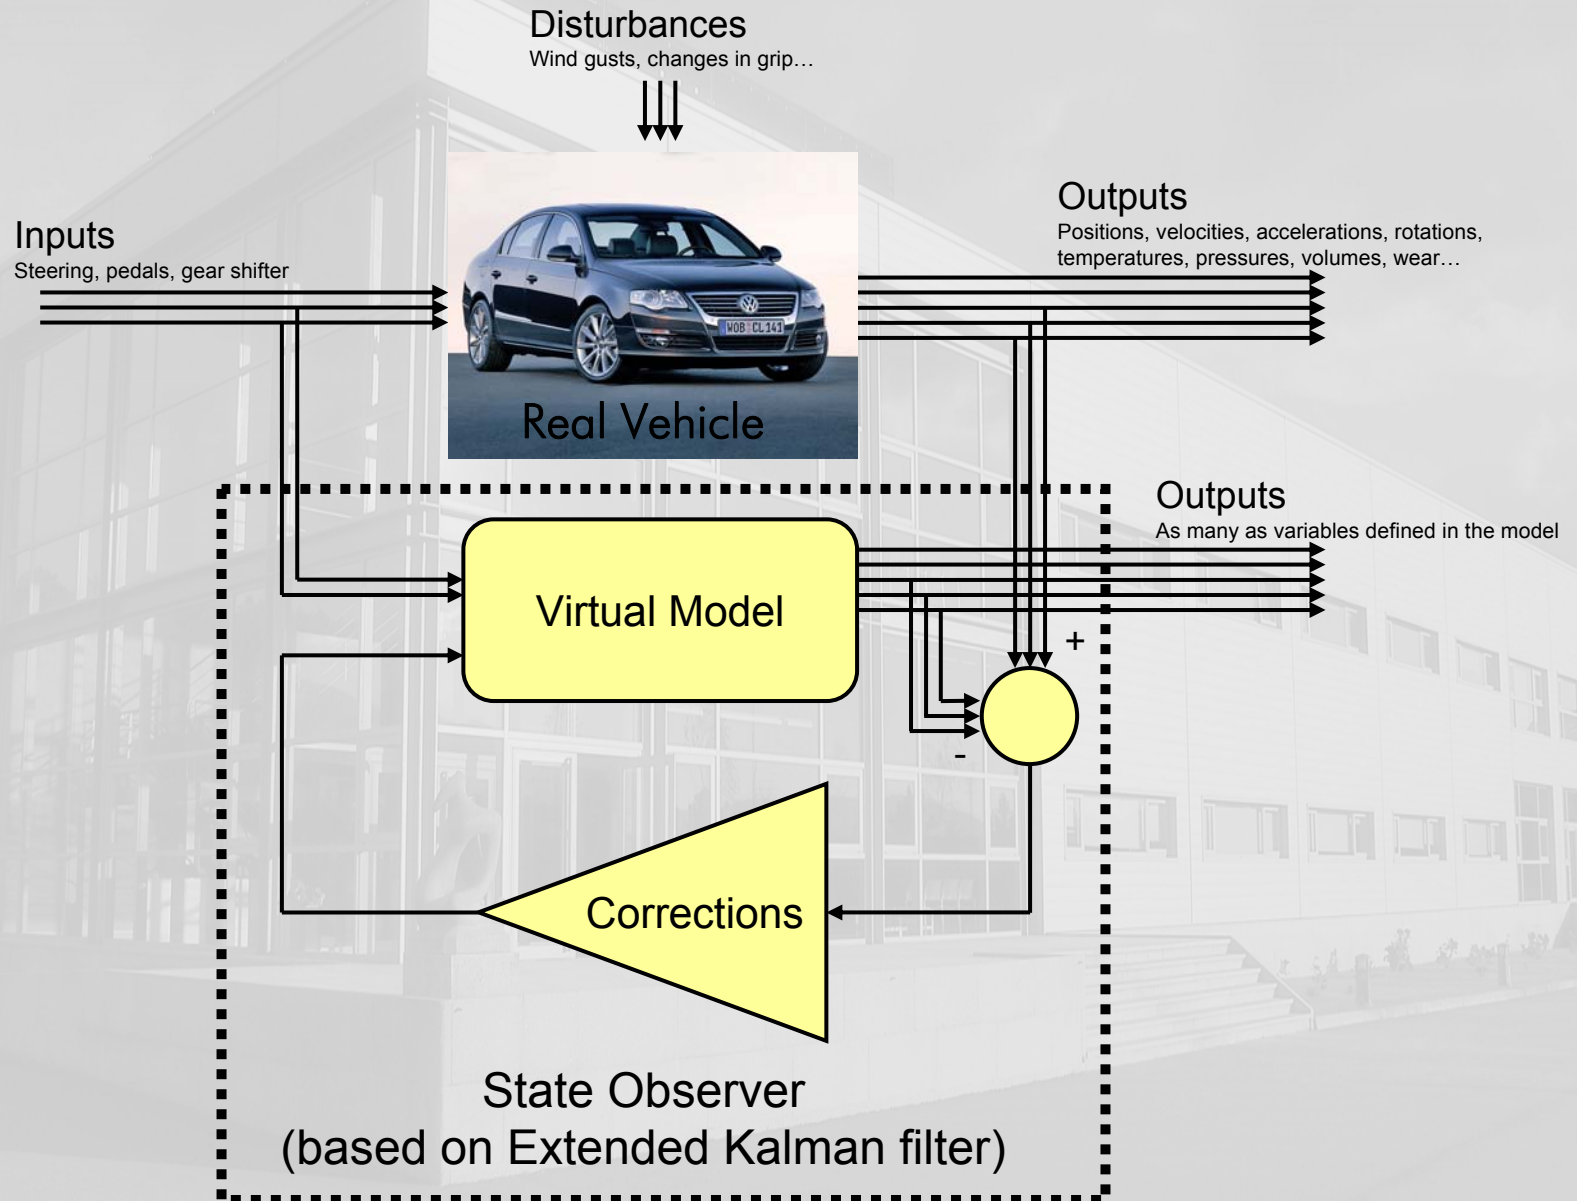 Disturbances
Wind gusts, changes in grip…
Inputs
Steering, pedals, gear shifter
Outputs
Positions, velocities, accelerations, rotations,
temperatures, pressures, volumes, wear…
WOB CL 141
Real Vehicle
Outputs
As many as variables defined in the model
Virtual Model
+
-
Corrections
State Observer
(based on Extended Kalman filter)